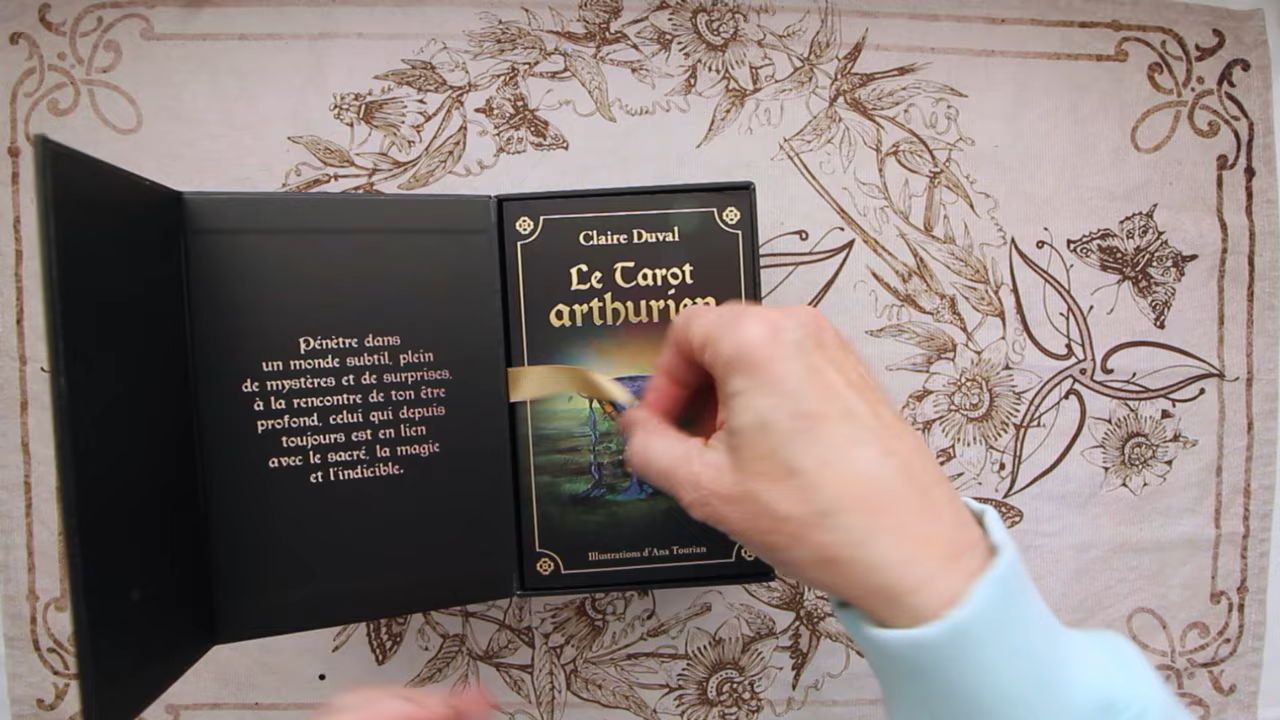 Pénètre dans
un monde subtil, plein
de mystères et de surprises,
à la rencontre de ton être
profond, celui qui depuis
toujours est en lien
avec le sacré, la magie
et l'indicible.
Claire Duval
Le Tarot
arthurien
Illustrations d'Ana Tourian